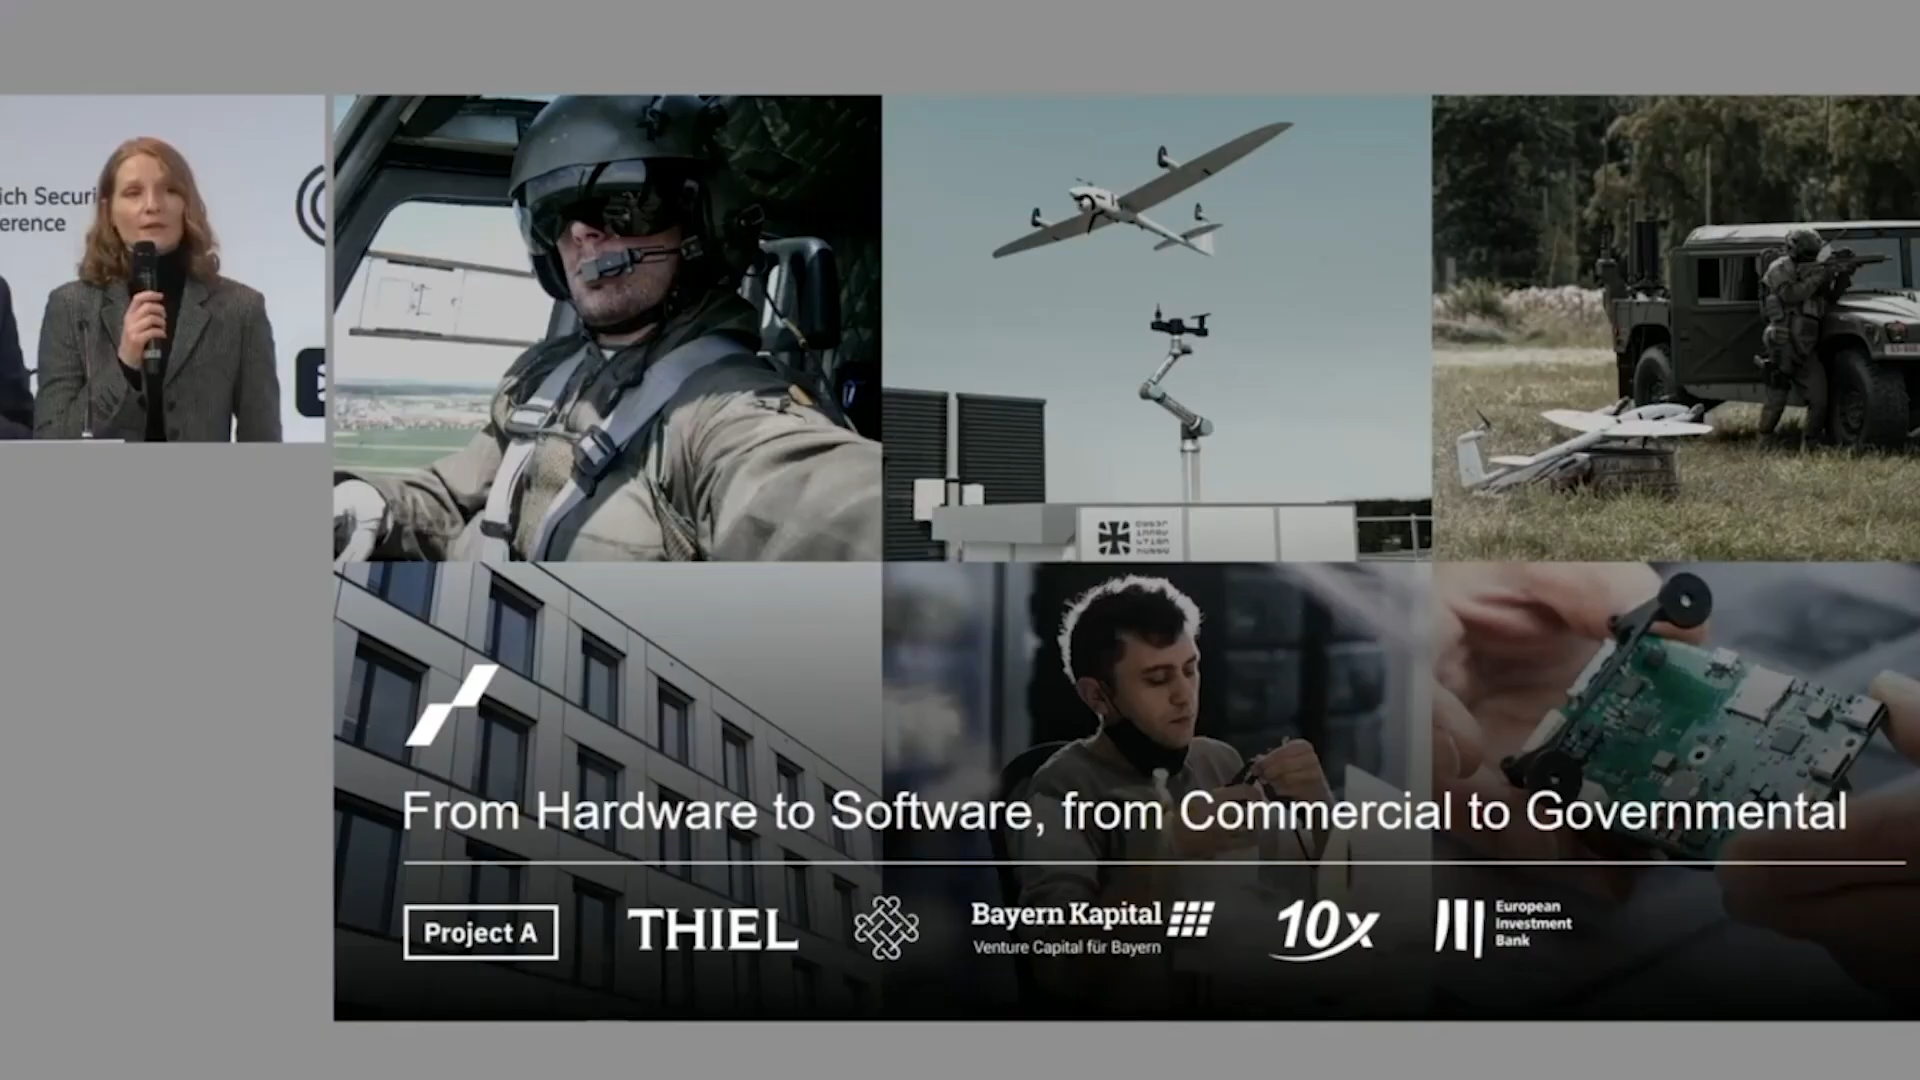 ich Securi
erence
From Hardware to Software, from Commercial to Governmental
Project A
THIEL
Bayern Kapital
Venture Capital für Bayern
10x
European
Investment
Bank